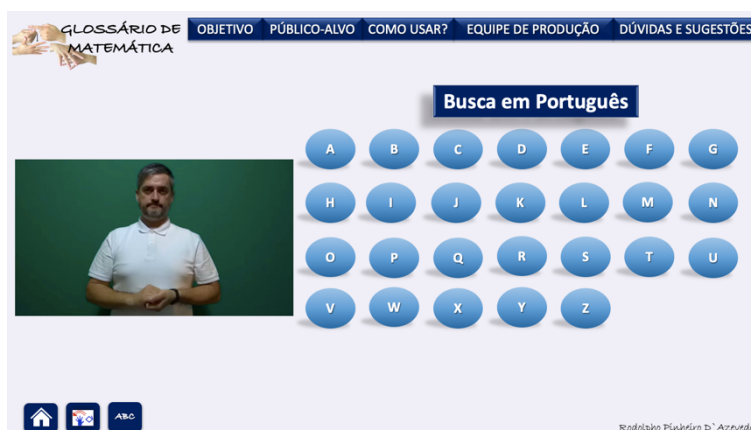 GLOSSÁRIO DE
MATEMÁTICA
OBJETIVO PÚBLICO-ALVO COMO USAR? EQUIPE DE PRODUÇÃO DÚVIDAS E SUGESTÕES
Busca em Português
A B C D E F G
H I J K L M N
O P Q R S T U
V W X Y Z
ABC
Rodolpho Pinheiro D`Azevedo